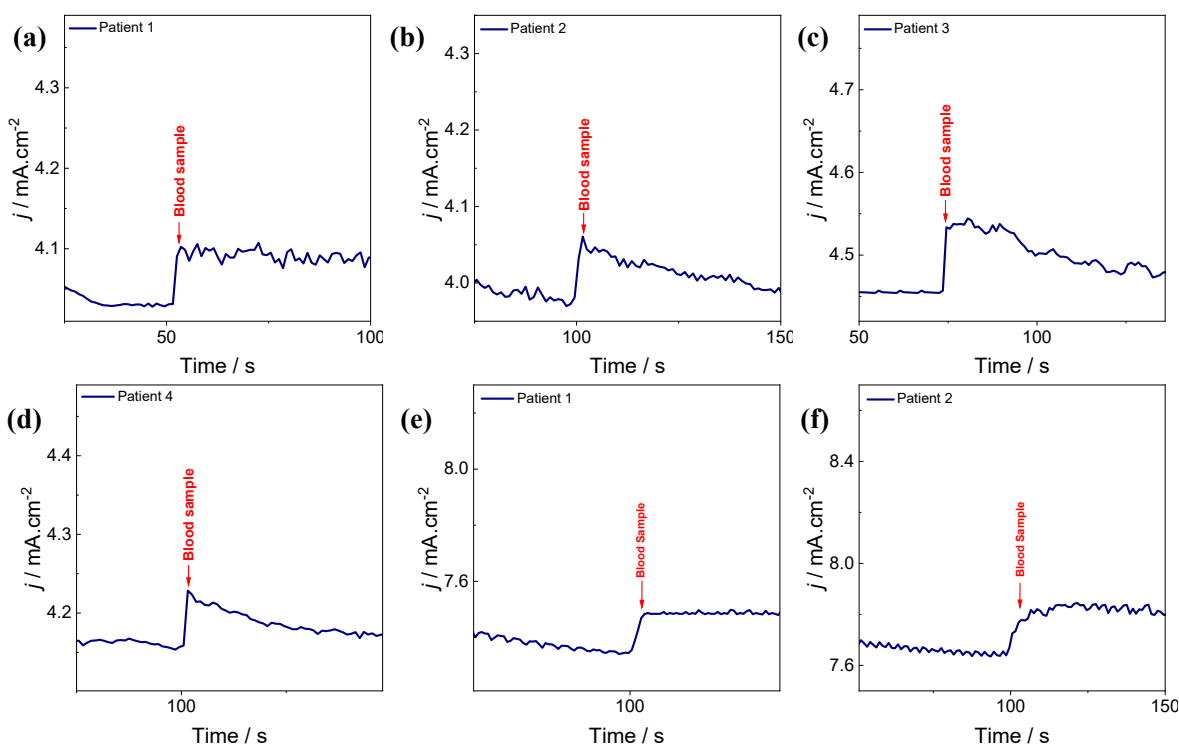 (a)
Patient 1
4.3
4.2
4.1
j / mA.cm-2
Blood sample
50
100
Time / s
(b)
Patient 2
4.3
4.2
4.1
4.0
j / mA.cm-2
Blood sample
100
150
Time / s
(c)
Patient 3
4.7
4.6
4.5
j / mA.cm-2
Blood sample
50
100
Time / s
(d)
Patient 4
4.4
4.3
4.2
j / mA.cm-2
Blood sample
100
Time / s
(e)
Patient 1
8.0
7.6
j / mA.cm-2
Blood Sample
100
Time / s
(f)
Patient 2
8.4
8.0
7.6
j / mA.cm-2
Blood Sample
100
150
Time / s